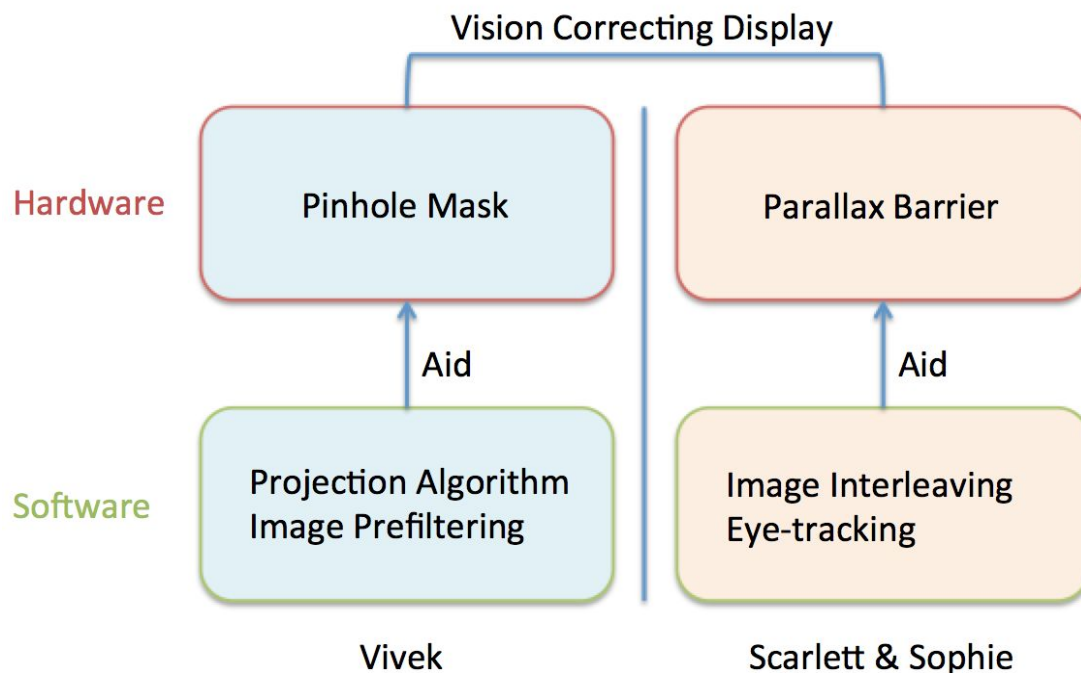 Vision Correcting Display
Hardware
Pinhole Mask
Parallax Barrier
Aid
Aid
Software
Projection Algorithm
Image Prefiltering
Image Interleaving
Eye-tracking
Vivek
Scarlett & Sophie